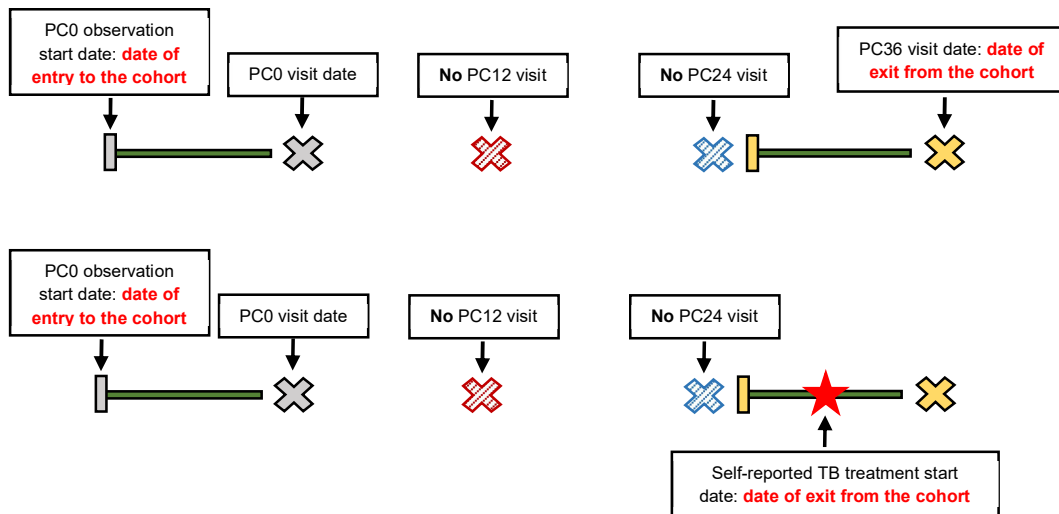 PC0 observation
start date: date of
entry to the cohort
PC0 visit date
No PC12 visit
No PC24 visit
PC36 visit date: date of
exit from the cohort
PC0 observation
start date: date of
entry to the cohort
PC0 visit date
No PC12 visit
No PC24 visit
Self-reported TB treatment start
date: date of exit from the cohort